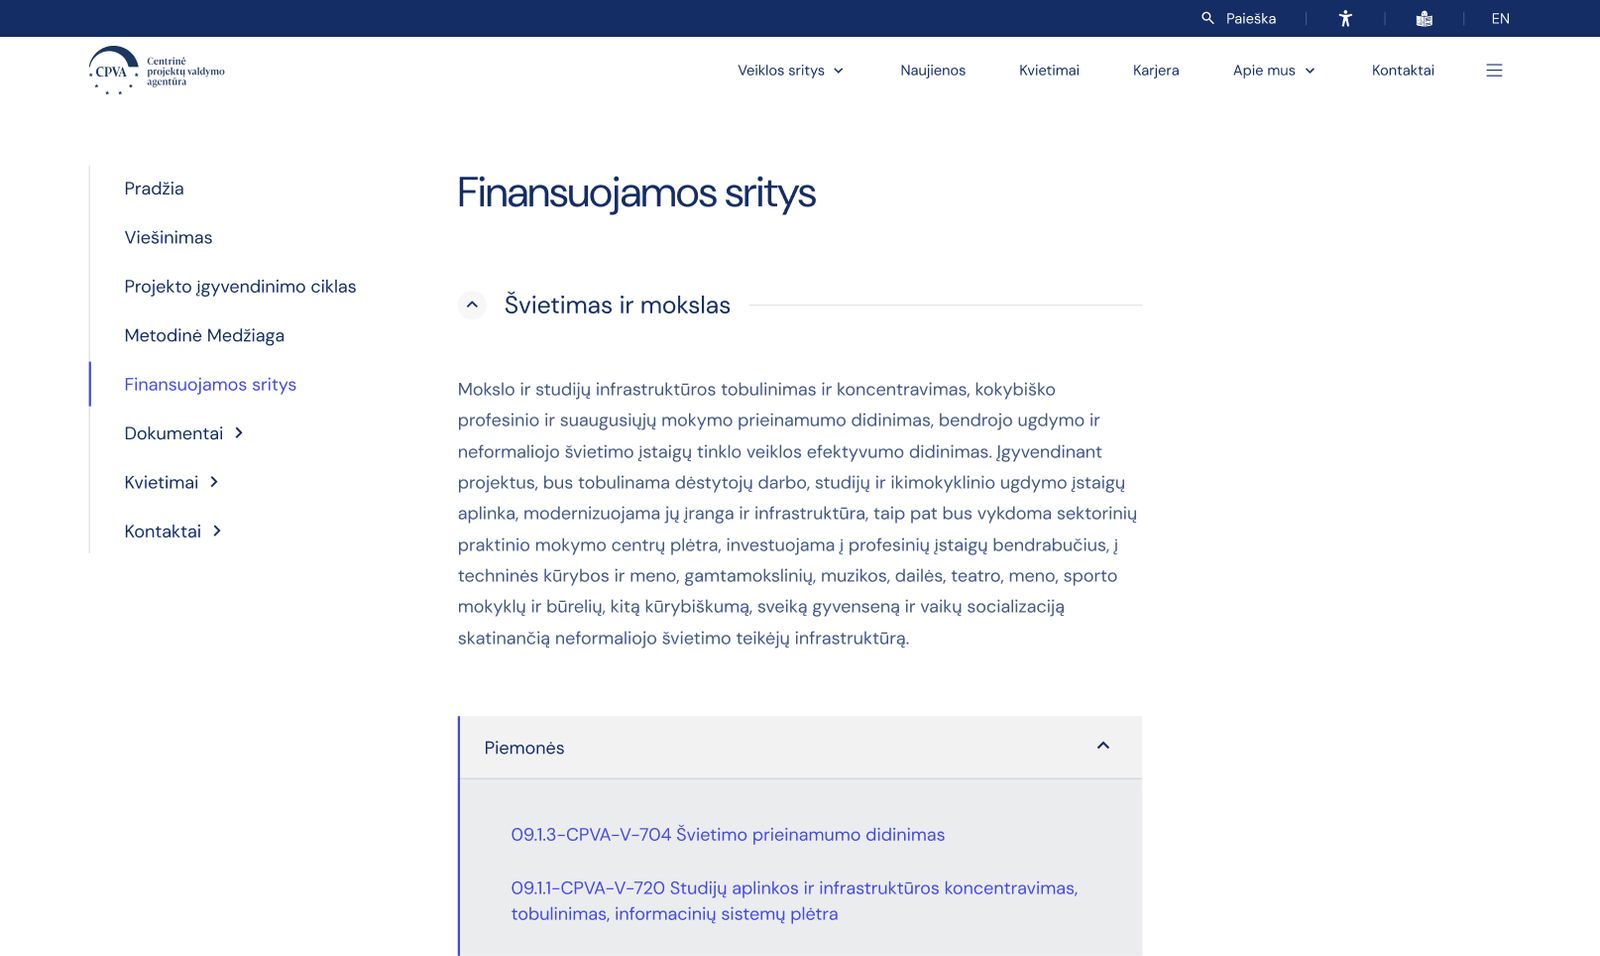 Paieška
EN
CPVA
Centrinė
projektų valdymo
agentūra
Veiklos sritys
Naujienos
Kvietimai
Karjera
Apie mus
Kontaktai
Pradžia
Viešinimas
Projekto įgyvendinimo ciklas
Metodinė Medžiaga
Finansuojamos sritys
Dokumentai
Kvietimai
Kontaktai
Finansuojamos sritys
Švietimas ir mokslas
Mokslo ir studijų infrastruktūros tobulinimas ir koncentravimas, kokybiško
profesinio ir suaugusiųjų mokymo prieinamumo didinimas, bendrojo ugdymo ir
neformaliojo švietimo įstaigų tinklo veiklos efektyvumo didinimas. Įgyvendinant
projektus, bus tobulinama dėstytojų darbo, studijų ir ikimokyklinio ugdymo įstaigų
aplinka, modernizuojama jų įranga ir infrastruktūra, taip pat bus vykdoma sektorinių
praktinio mokymo centrų plėtra, investuojama į profesinių įstaigų bendrabučius, į
techninės kūrybos ir meno, gamtamokslinių, muzikos, dailės, teatro, meno, sporto
mokyklų ir būrelių, kitą kūrybiškumą, sveiką gyvenseną ir vaikų socializaciją
skatinančią neformaliojo švietimo teikėjų infrastruktūrą.
Piemonės
09.1.3-CPVA-V-704 Švietimo prieinamumo didinimas
09.1.1-CPVA-V-720 Studijų aplinkos ir infrastruktūros koncentravimas,
tobulinimas, informacinių sistemų plėtra